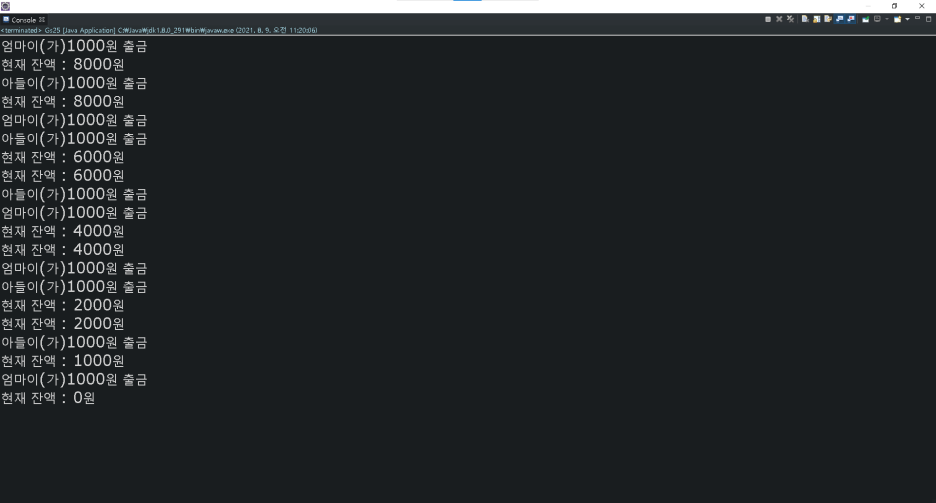 Console
<terminated> Gs25 [Java Application] C:₩Java₩jdk1.8.0_291₩bin₩javaw.exe (2021. 8. 9. 오전 11:20:06)
엄마이(가)1000원 출금
현재 잔액 : 8000원
아들이(가)1000원 출금
현재 잔액 : 8000원
엄마이(가)1000원 출금
아들이(가)1000원 출금
현재 잔액 : 6000원
현재 잔액 : 6000원
아들이(가)1000원 출금
엄마이(가)1000원 출금
현재 잔액 : 4000원
현재 잔액 : 4000원
엄마이(가)1000원 출금
아들이(가)1000원 출금
현재 잔액 : 2000원
현재 잔액 : 2000원
아들이(가)1000원 출금
현재 잔액 : 1000원
엄마이(가)1000원 출금
현재 잔액 : 0원